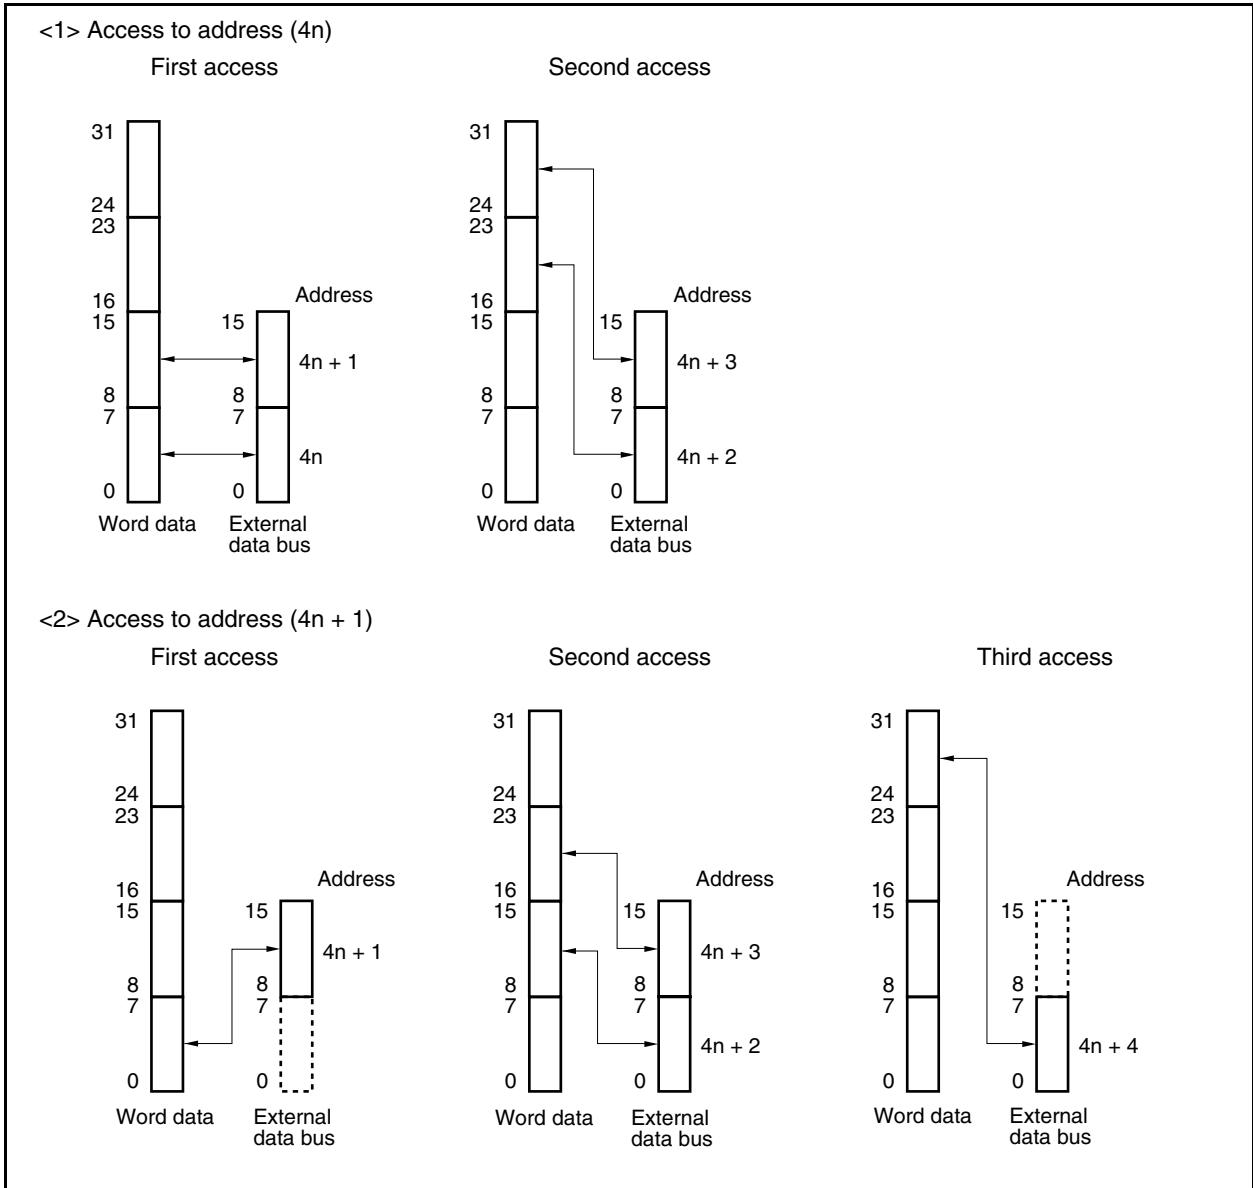 <1> Access to address (4n)
First access
Second access
31
24
23
16
15
8
7
0
Word data
Address
15
4n + 1
8
7
4n
0
External
data bus
31
24
23
16
15
8
7
0
Word data
Address
15
4n + 3
8
7
4n + 2
0
External
data bus
<2> Access to address (4n + 1)
First access
Second access
Third access
31
24
23
16
15
8
7
0
Word data
Address
15
4n + 1
8
7
0
External
data bus
31
24
23
16
15
8
7
0
Word data
Address
15
4n + 3
8
7
4n + 2
0
External
data bus
31
24
23
16
15
8
7
0
Word data
Address
15
8
7
4n + 4
0
External
data bus